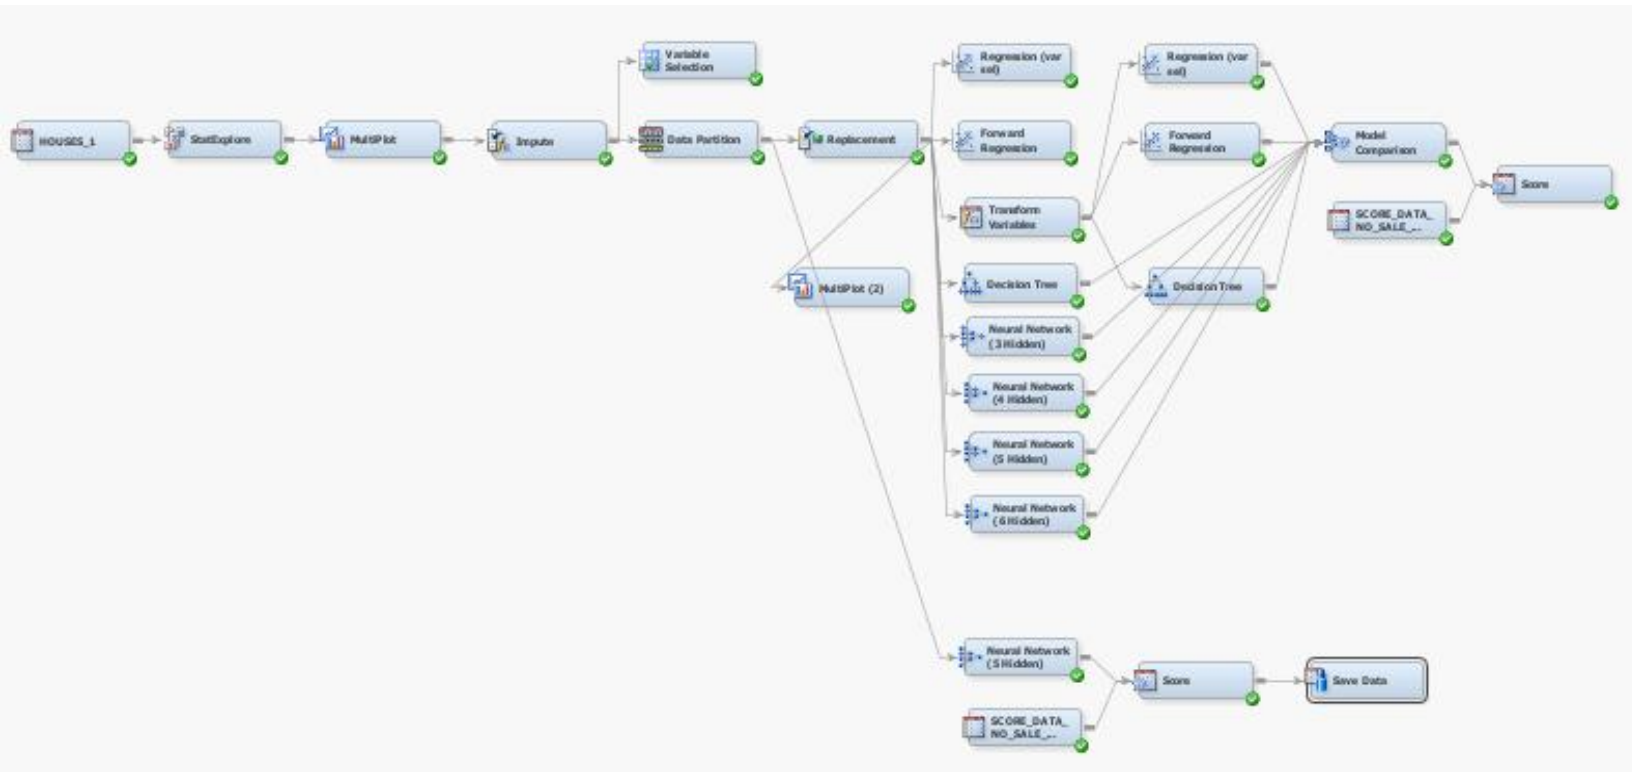 Variable
Selection
Regression (var
sel)
Regression (var
sel)
HOUSES_1
StatExplore
MultiPlot
Impute
Data Partition
Replacement
Forward
Regression
Forward
Regression
Model
Comparison
Score
Transform
Variables
SCORE_DATA_
NO_SALE_...
MultiPlot (2)
Decision Tree
Decision Tree
Neural Network
(3 Hidden)
Neural Network
(4 Hidden)
Neural Network
(5 Hidden)
Neural Network
(6 Hidden)
Neural Network
(5 Hidden)
Score
Save Data
SCORE_DATA_
NO_SALE_...